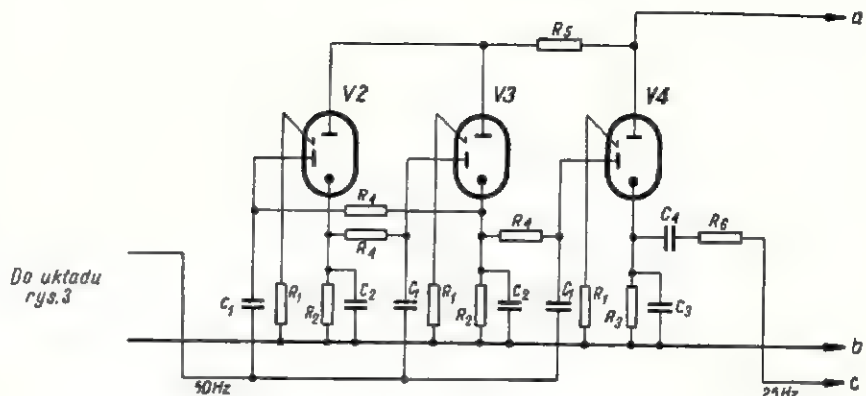 R5
a
V2
V3
V4
R4
R4
R4
C4
R6
Do układu
rys.3
C1
R1
R2
C2
C1
R1
R2
C2
C1
R1
R3
C3
b
50Hz
25Hz
c